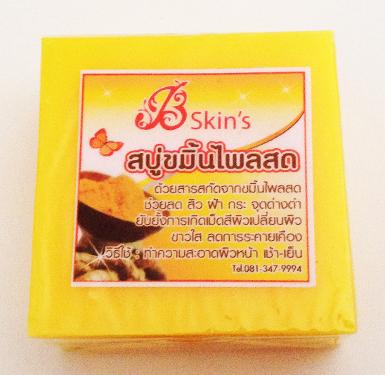 B Skin's
สบู่ขมิ้นไพลสด
ด้วยสารสกัดจากขมิ้นไพลสด
ช่วยลด สิว ฝ้า กระ จุดด่างดำ
ยับยั้งการเกิดเม็ดสีผิวเปลี่ยนผิว
ขาวใส ลดการระคายเคือง
วิธีใช้ : ทำความสะอาดผิวหน้า เช้า-เย็น
Tel.081-347-9994